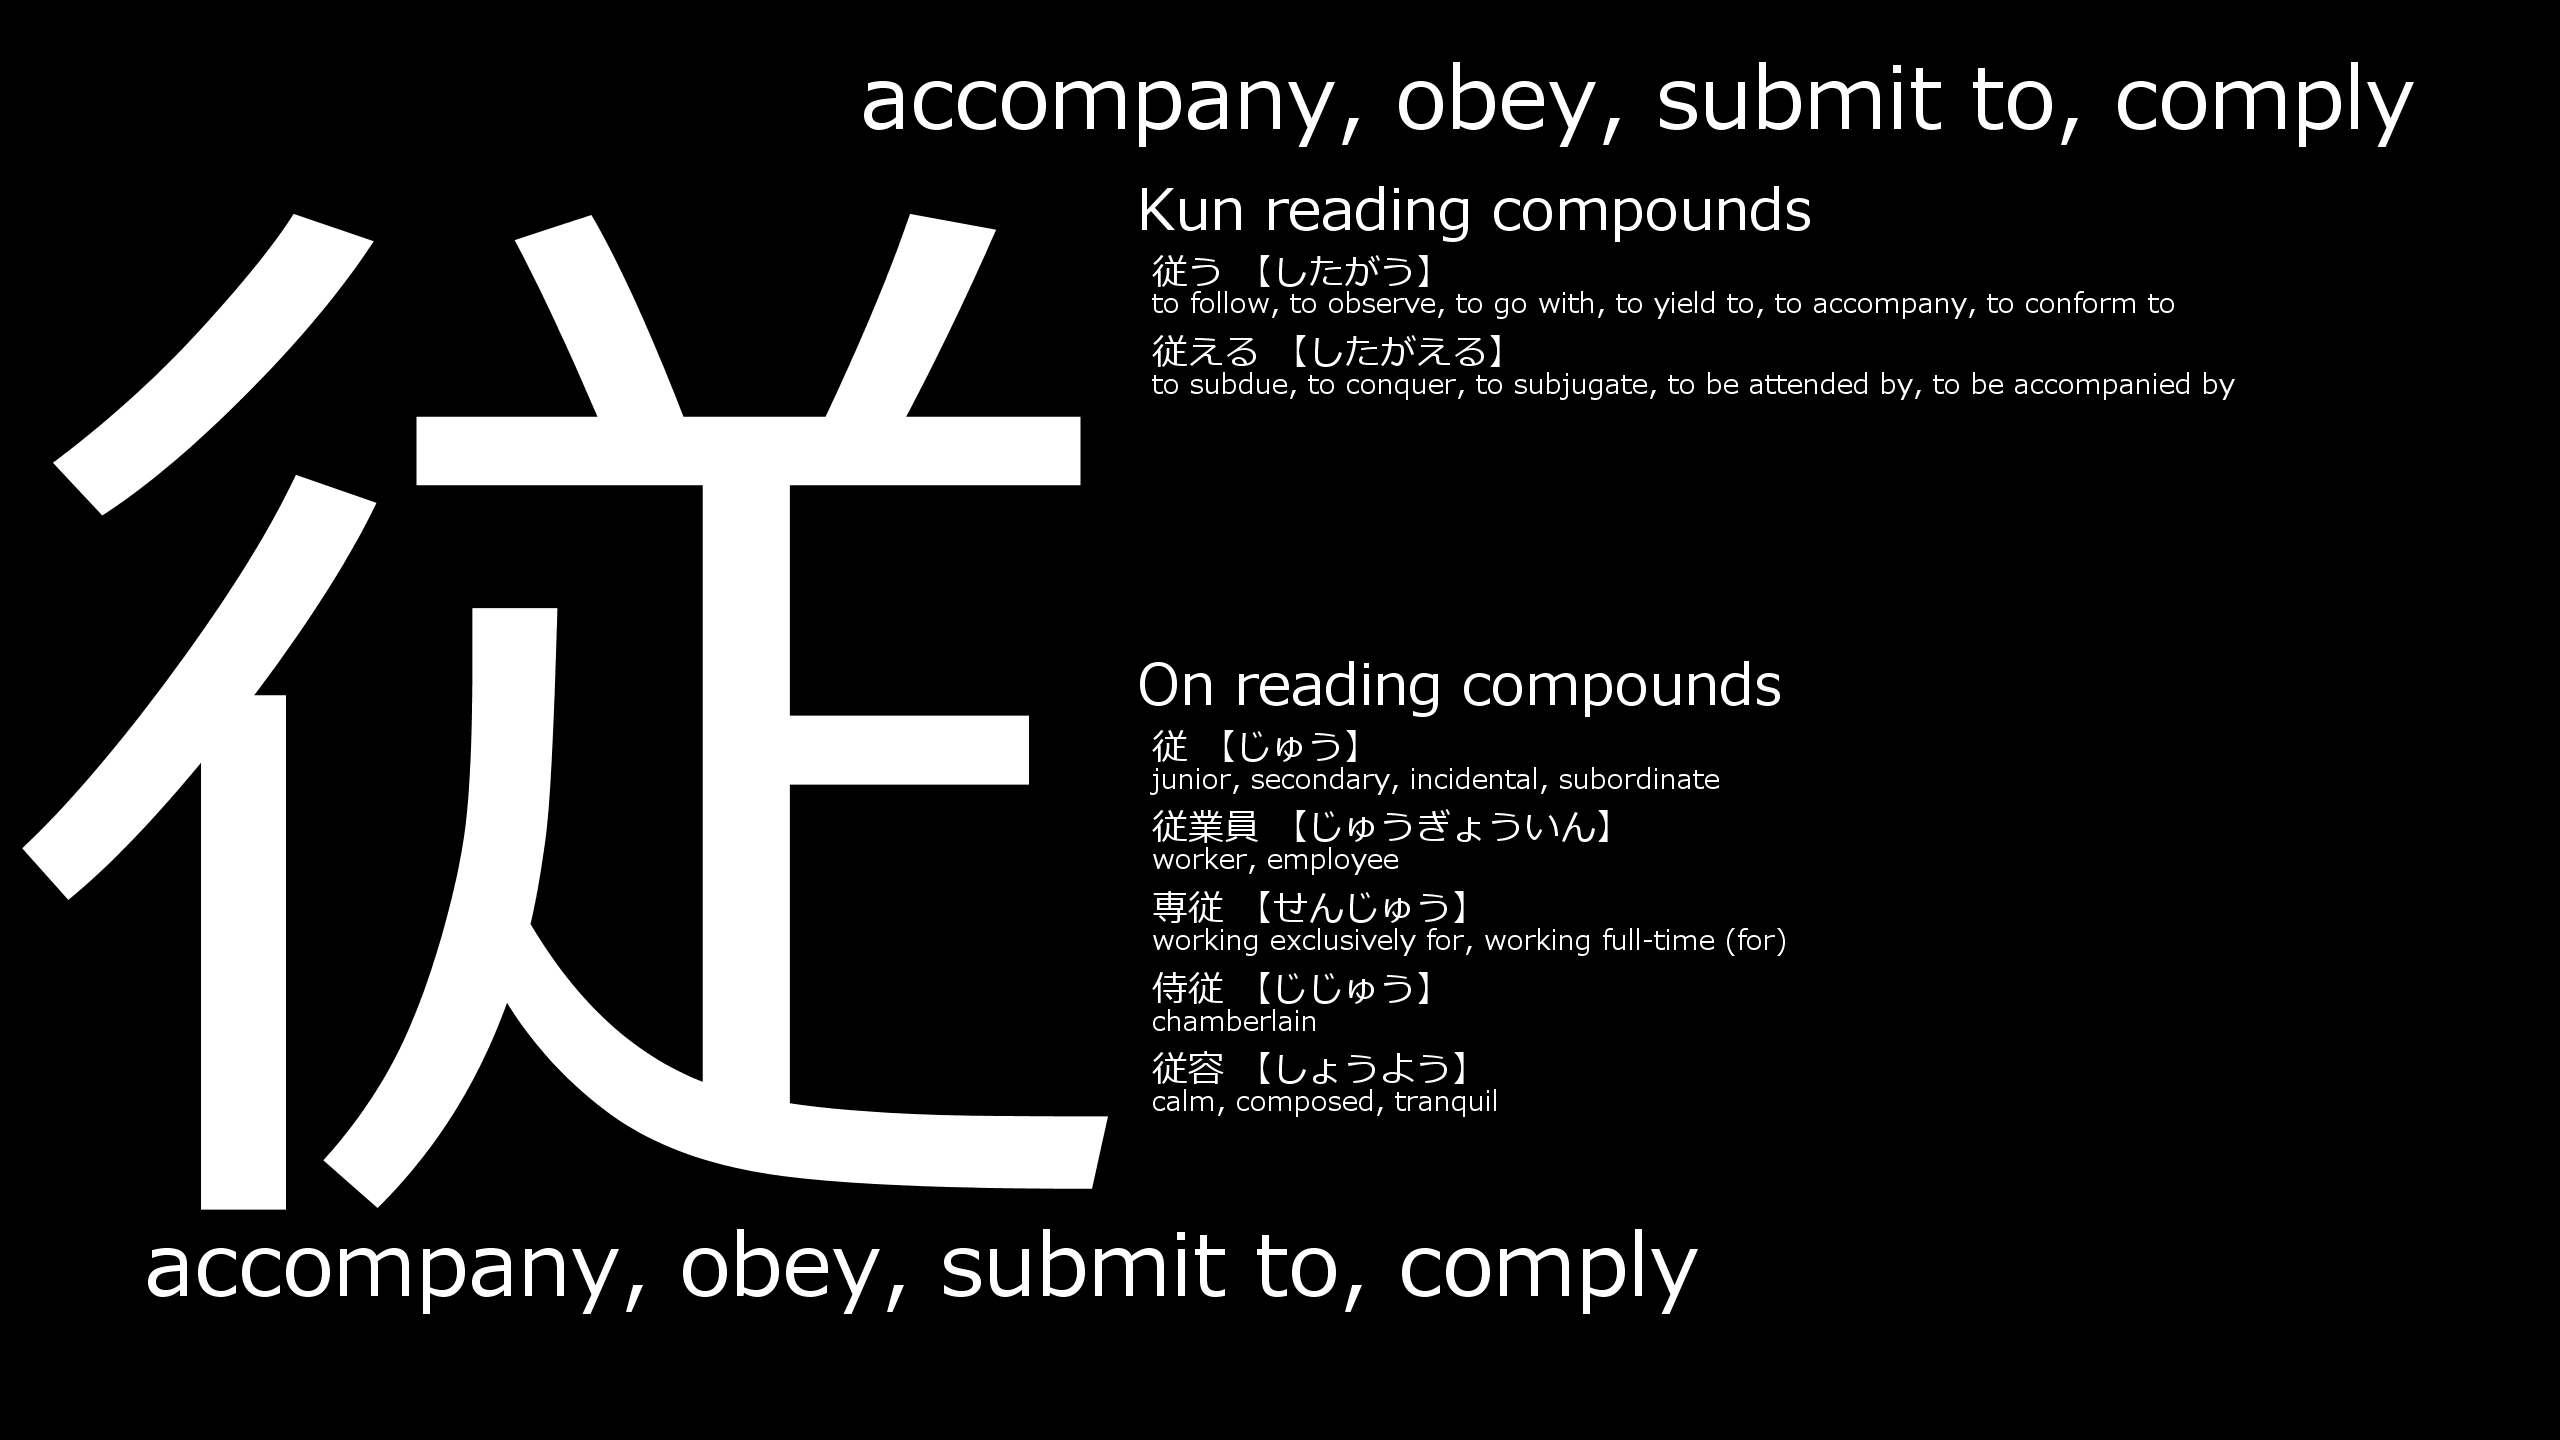 accompany, obey, submit to, comply
従
Kun reading compounds
従う 【したがう】
to follow, to observe, to go with, to yield to, to accompany, to conform to
従える 【したがえる】
to subdue, to conquer, to subjugate, to be attended by, to be accompanied by
On reading compounds
従 【じゅう】
junior, secondary, incidental, subordinate
従業員 【じゅうぎょういん】
worker, employee
専従 【せんじゅう】
working exclusively for, working full-time (for)
侍従 【じじゅう】
chamberlain
従容 【しょうよう】
calm, composed, tranquil
accompany, obey, submit to, comply